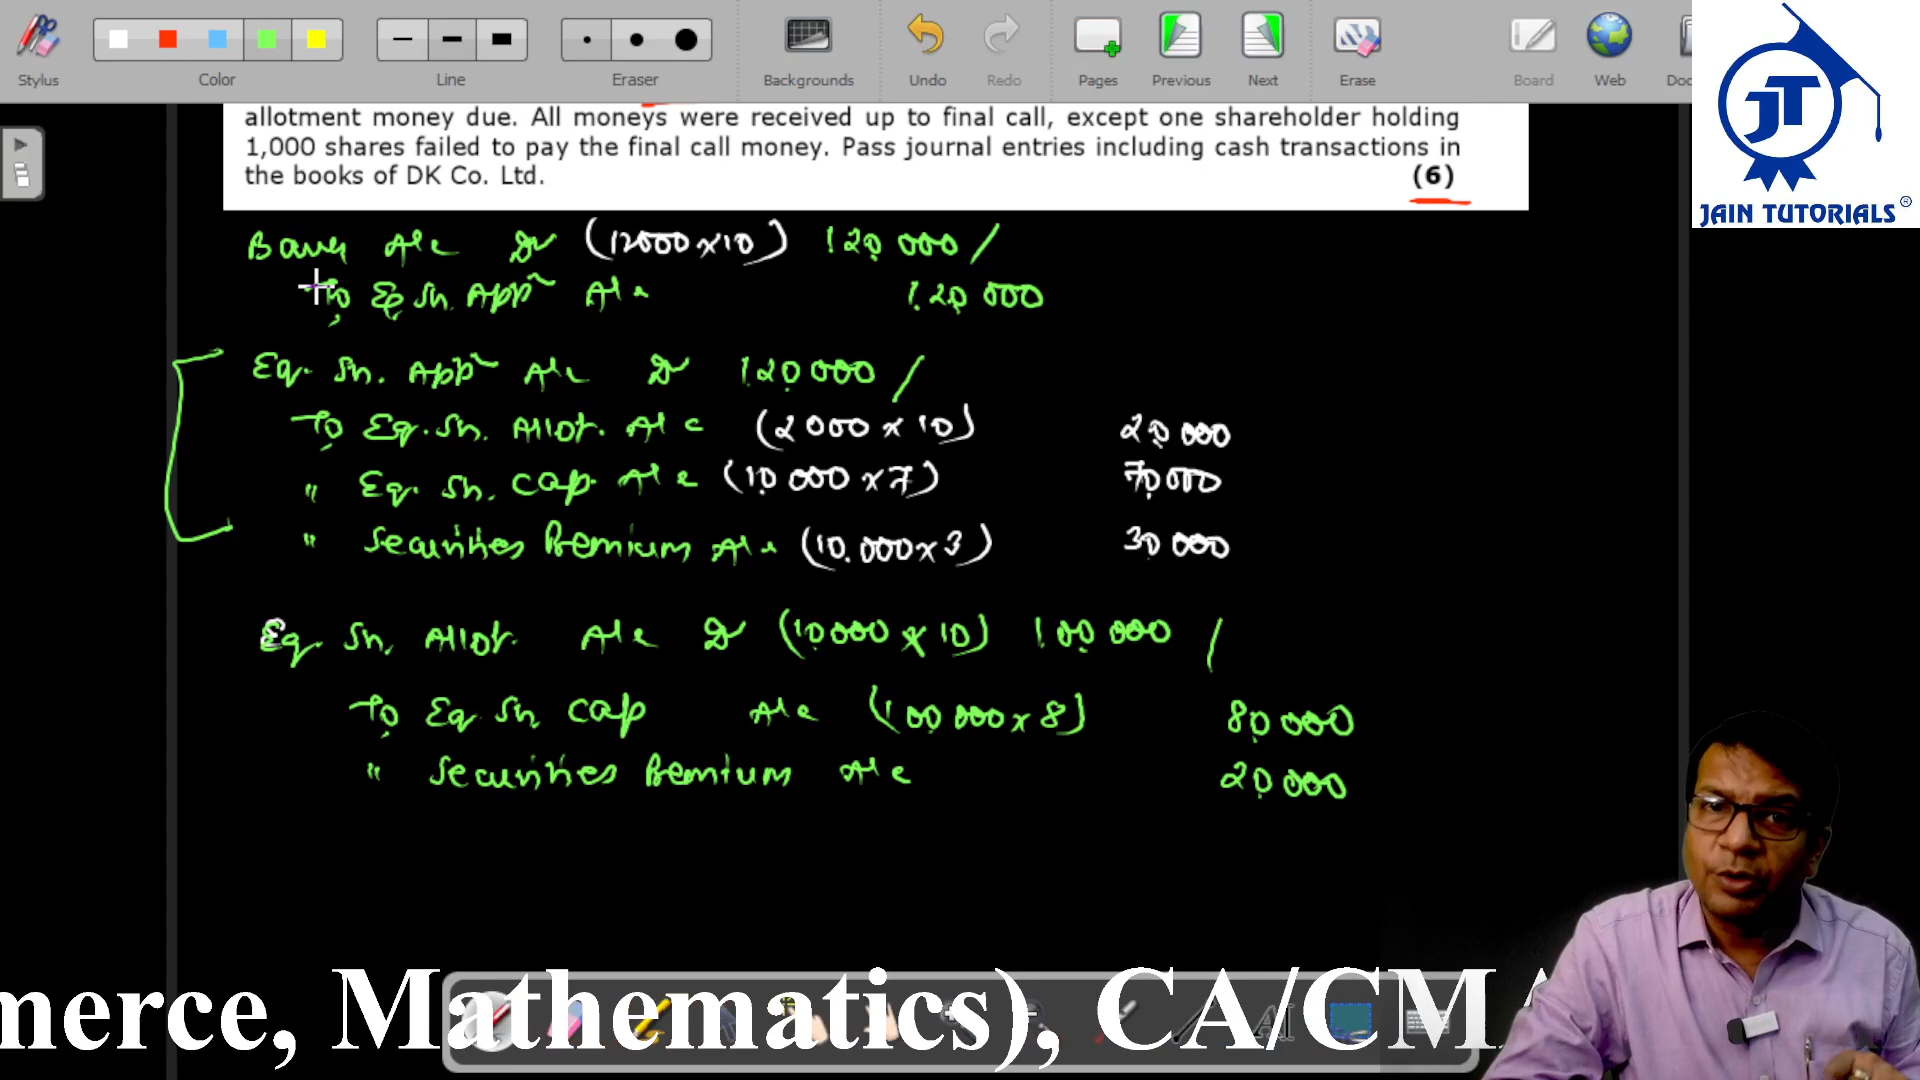 Stylus
Color
Line
Eraser
Backgrounds
Undo
Redo
Pages
Previous
Next
Erase
Board
Web
JT
JAIN TUTORIALS®
allotment money due. All moneys were received up to final call, except one shareholder holding
1,000 shares failed to pay the final call money. Pass journal entries including cash transactions in
the books of DK Co. Ltd. (6)
Bank A/c Dr (12000×10) 120 000 /
To Eq Sh. Appn A/c 1,20 000
Eq. Sh. Appn A/c Dr 1,20 000 /
To Eq. Sh. Allot. A/c (2000×10) 20 000
" Eq. Sh. Cap. A/c (10 000×7) 70 000
" Securities Premium A/c (10.000×3) 30 000
Eq. Sh. Allot. A/c Dr (10000×10) 1,00 000 /
To Eq Sh Cap A/c (100 000×8) 80 000
" Securities Premium A/c 20 000
merce, Mathematics), CA/CMA